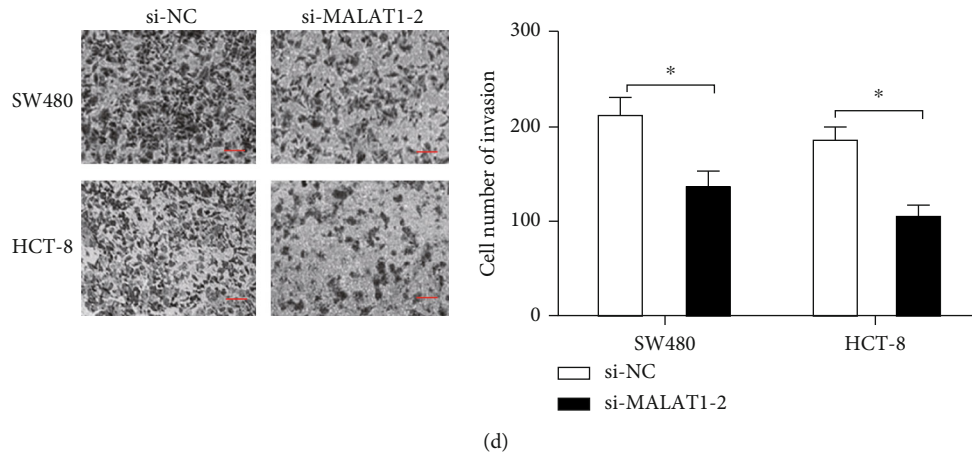 si-NC si-MALAT1-2
SW480
HCT-8
300
200
100
0
Cell number of invasion
*
*
SW480 HCT-8
si-NC
si-MALAT1-2
(d)